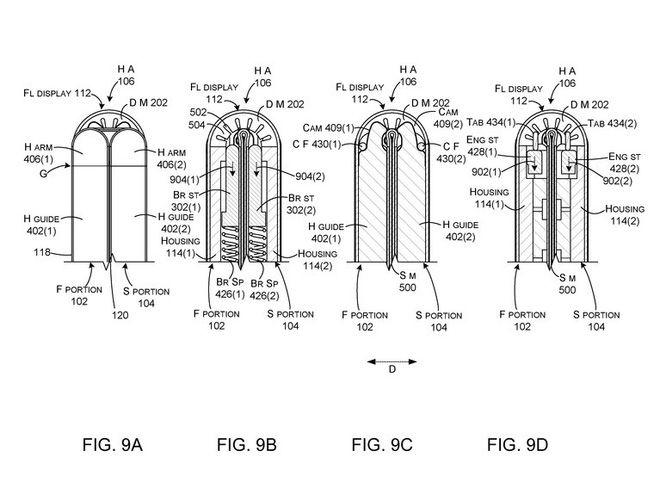 H A
106
FL DISPLAY 112
D M 202
H ARM
406(1)
H ARM
406(2)
G
H GUIDE
402(1)
H GUIDE
402(2)
118
F PORTION
102
120
S PORTION
104
FIG. 9A
H A
106
FL DISPLAY
112
D M 202
502
504
904(1)
904(2)
BR ST
302(1)
BR ST
302(2)
HOUSING
114(1)
HOUSING
114(2)
BR SP
426(1)
BR SP
426(2)
F PORTION
102
S PORTION
104
FIG. 9B
H A
106
FL DISPLAY
112
D M 202
CAM 409(1)
CAM
409(2)
C F 430(1)
C F
430(2)
H GUIDE
402(1)
H GUIDE
402(2)
S M
500
F PORTION
102
S PORTION
104
D
FIG. 9C
H A
106
FL DISPLAY
112
D M 202
TAB 434(1)
TAB 434(2)
ENG ST
428(1)
ENG ST
428(2)
902(1)
902(2)
HOUSING
114(1)
HOUSING
114(2)
S M
500
F PORTION
102
S PORTION
104
FIG. 9D